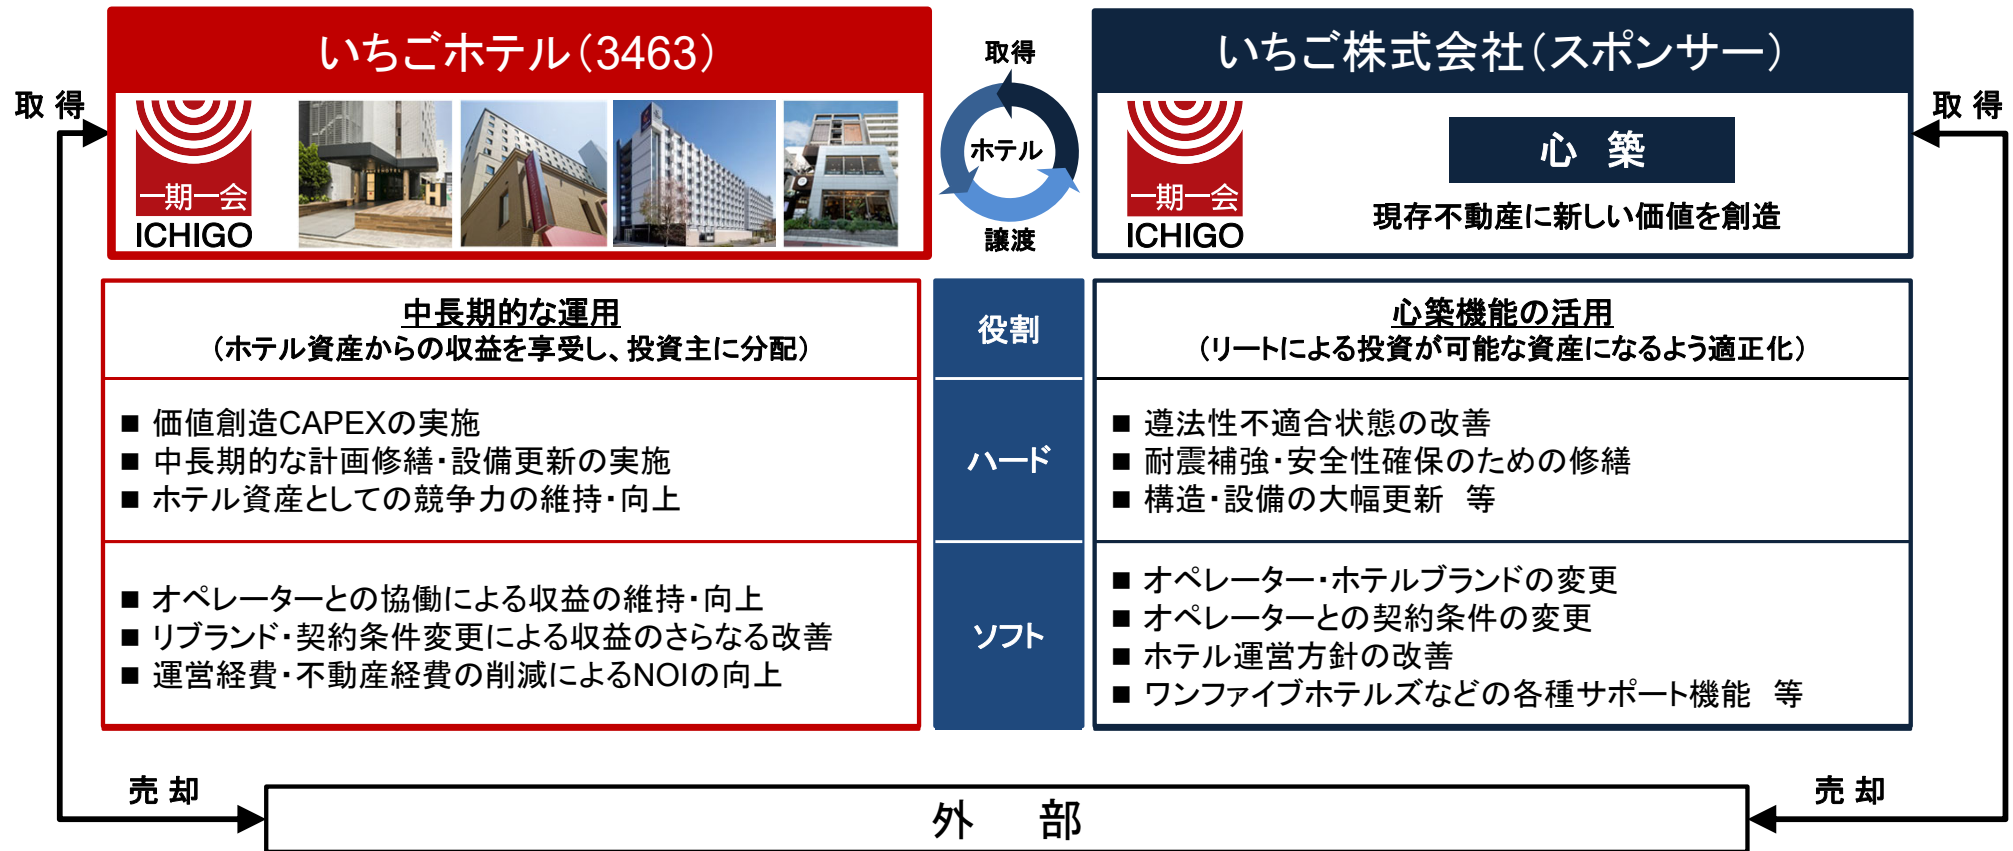 いちごホテル（3463）
いちご株式会社（スポンサー）
取 得
取得
ホテル
譲渡
取 得
一期一会
ICHIGO
一期一会
ICHIGO
心 築
現存不動産に新しい価値を創造
中長期的な運用
（ホテル資産からの収益を享受し、投資主に分配）
役割
心築機能の活用
（リートによる投資が可能な資産になるよう適正化）
■ 価値創造CAPEXの実施
■ 中長期的な計画修繕・設備更新の実施
■ ホテル資産としての競争力の維持・向上
ハード
■ 遵法性不適合状態の改善
■ 耐震補強・安全性確保のための修繕
■ 構造・設備の大幅更新　等
■ オペレーターとの協働による収益の維持・向上
■ リブランド・契約条件変更による収益のさらなる改善
■ 運営経費・不動産経費の削減によるNOIの向上
ソフト
■ オペレーター・ホテルブランドの変更
■ オペレーターとの契約条件の変更
■ ホテル運営方針の改善
■ ワンファイブホテルズなどの各種サポート機能　等
売 却
外　部
売 却